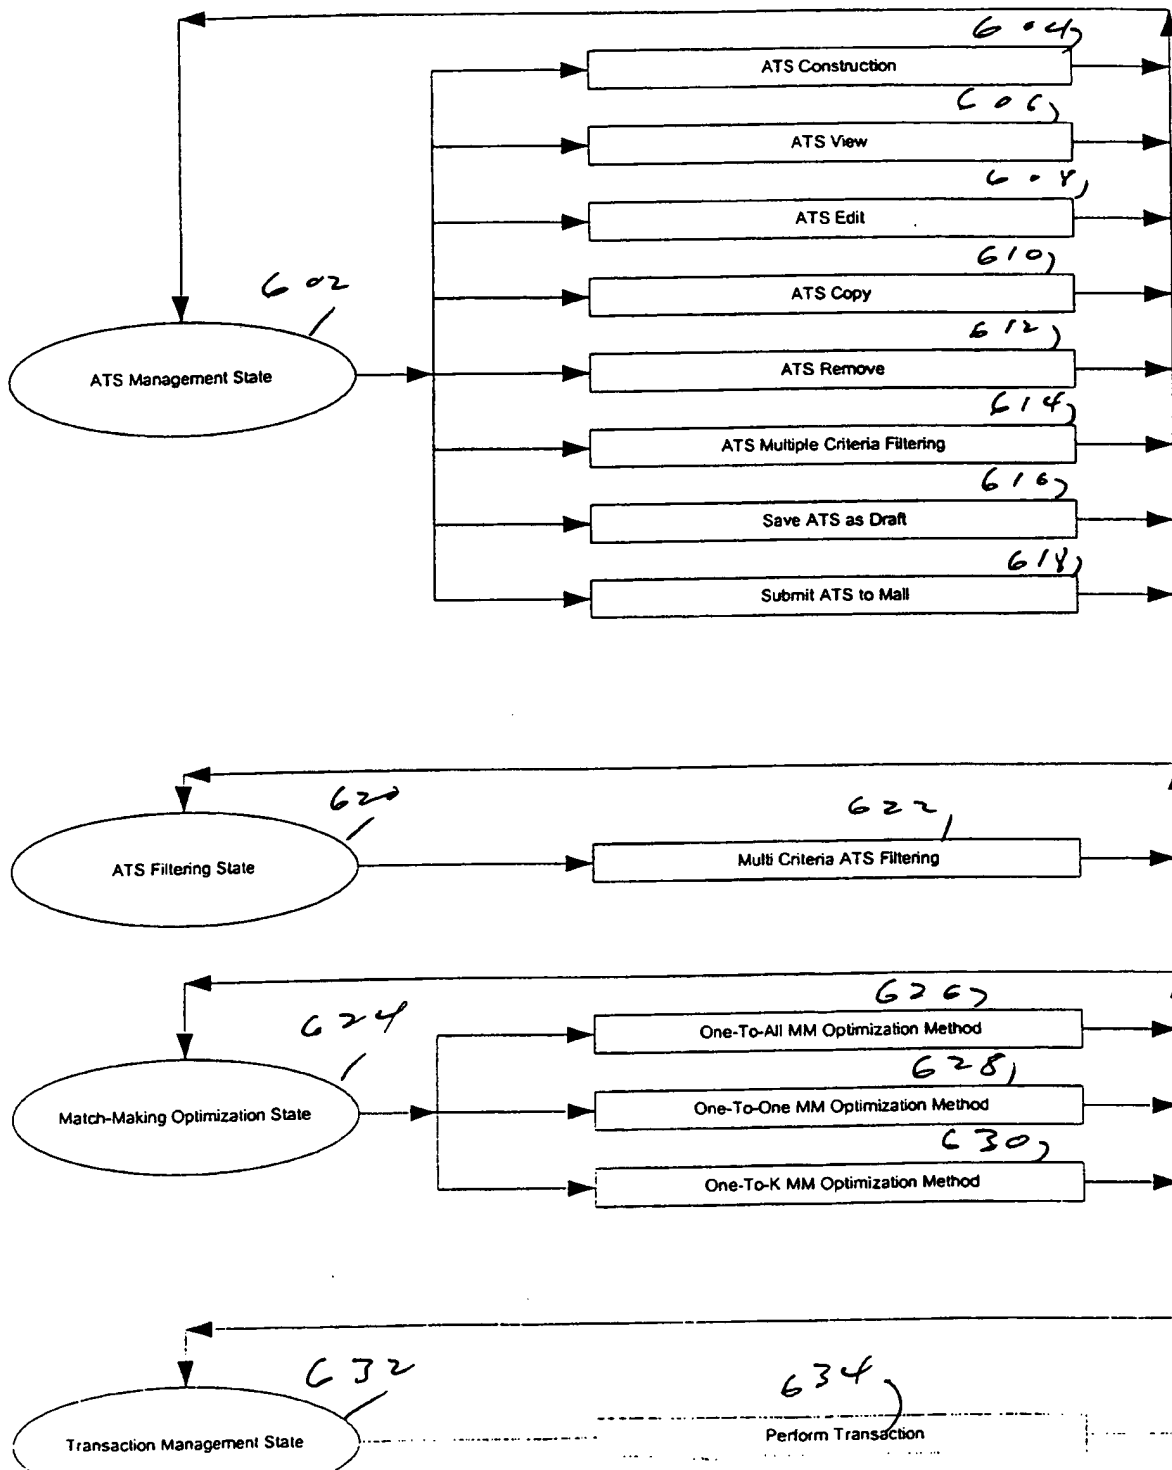 604
ATS Construction
606
ATS View
608
ATS Edit
610
ATS Copy
602
612
ATS Management State
ATS Remove
614
ATS Multiple Criteria Filtering
616
Save ATS as Draft
618
Submit ATS to Mall
620
622
ATS Filtering State
Multi Criteria ATS Filtering
624
626
One-To-All MM Optimization Method
628
Match-Making Optimization State
One-To-One MM Optimization Method
630
One-To-K MM Optimization Method
632
634
Transaction Management State
Perform Transaction